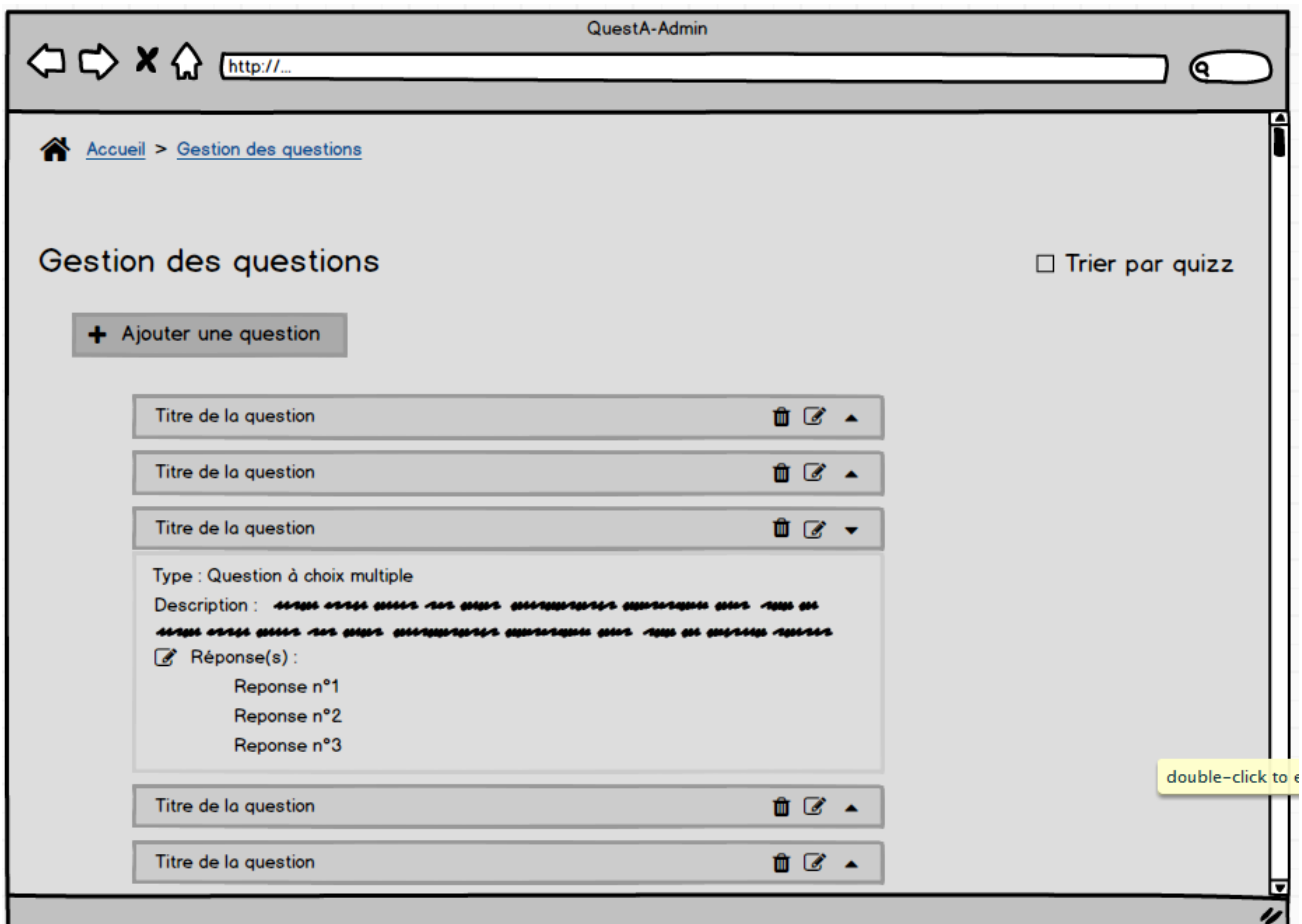 QuestA-Admin
http://...
Accueil > Gestion des questions
Gestion des questions
Trier par quizz
+ Ajouter une question
Titre de la question
Titre de la question
Titre de la question
Type : Question à choix multiple
Description :
Réponse(s) :
Reponse n°1
Reponse n°2
Reponse n°3
double-click to e
Titre de la question
Titre de la question